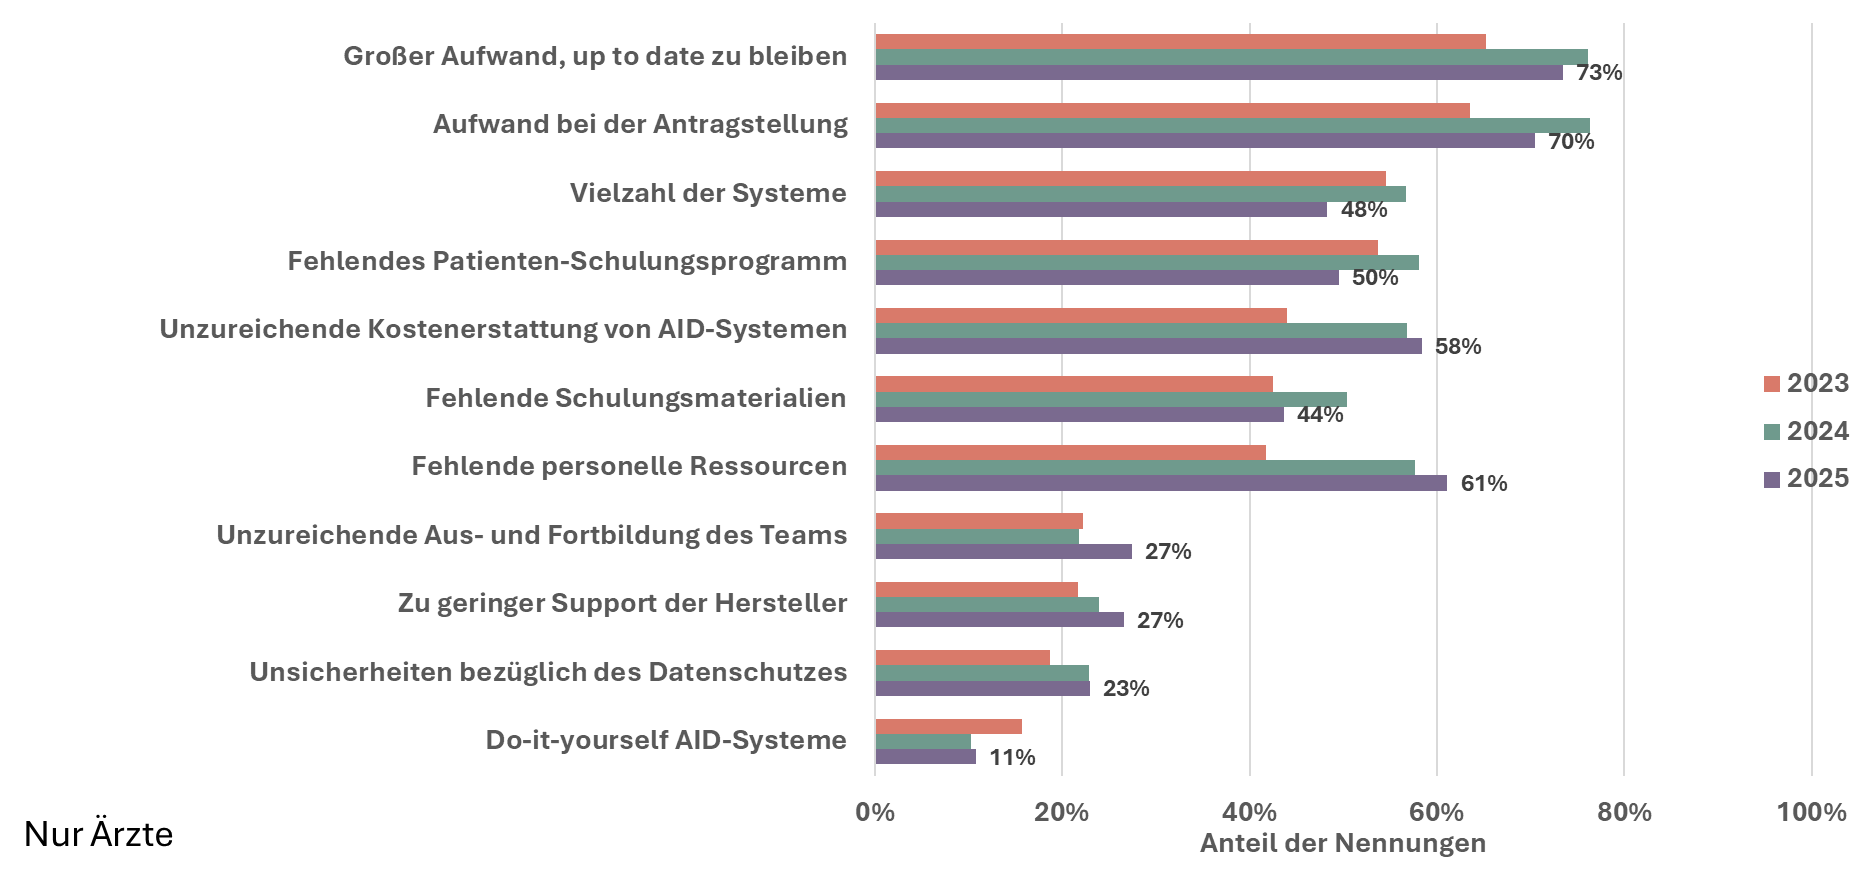 Großer Aufwand, up to date zu bleiben
73%
Aufwand bei der Antragstellung
70%
Vielzahl der Systeme
48%
Fehlendes Patienten-Schulungsprogramm
50%
Unzureichende Kostenerstattung von AID-Systemen
58%
Fehlende Schulungsmaterialien
44%
Fehlende personelle Ressourcen
61%
Unzureichende Aus- und Fortbildung des Teams
27%
Zu geringer Support der Hersteller
27%
Unsicherheiten bezüglich des Datenschutzes
23%
Do-it-yourself AID-Systeme
11%
2023
2024
2025
0% 20% 40% 60% 80% 100%
Anteil der Nennungen
Nur Ärzte